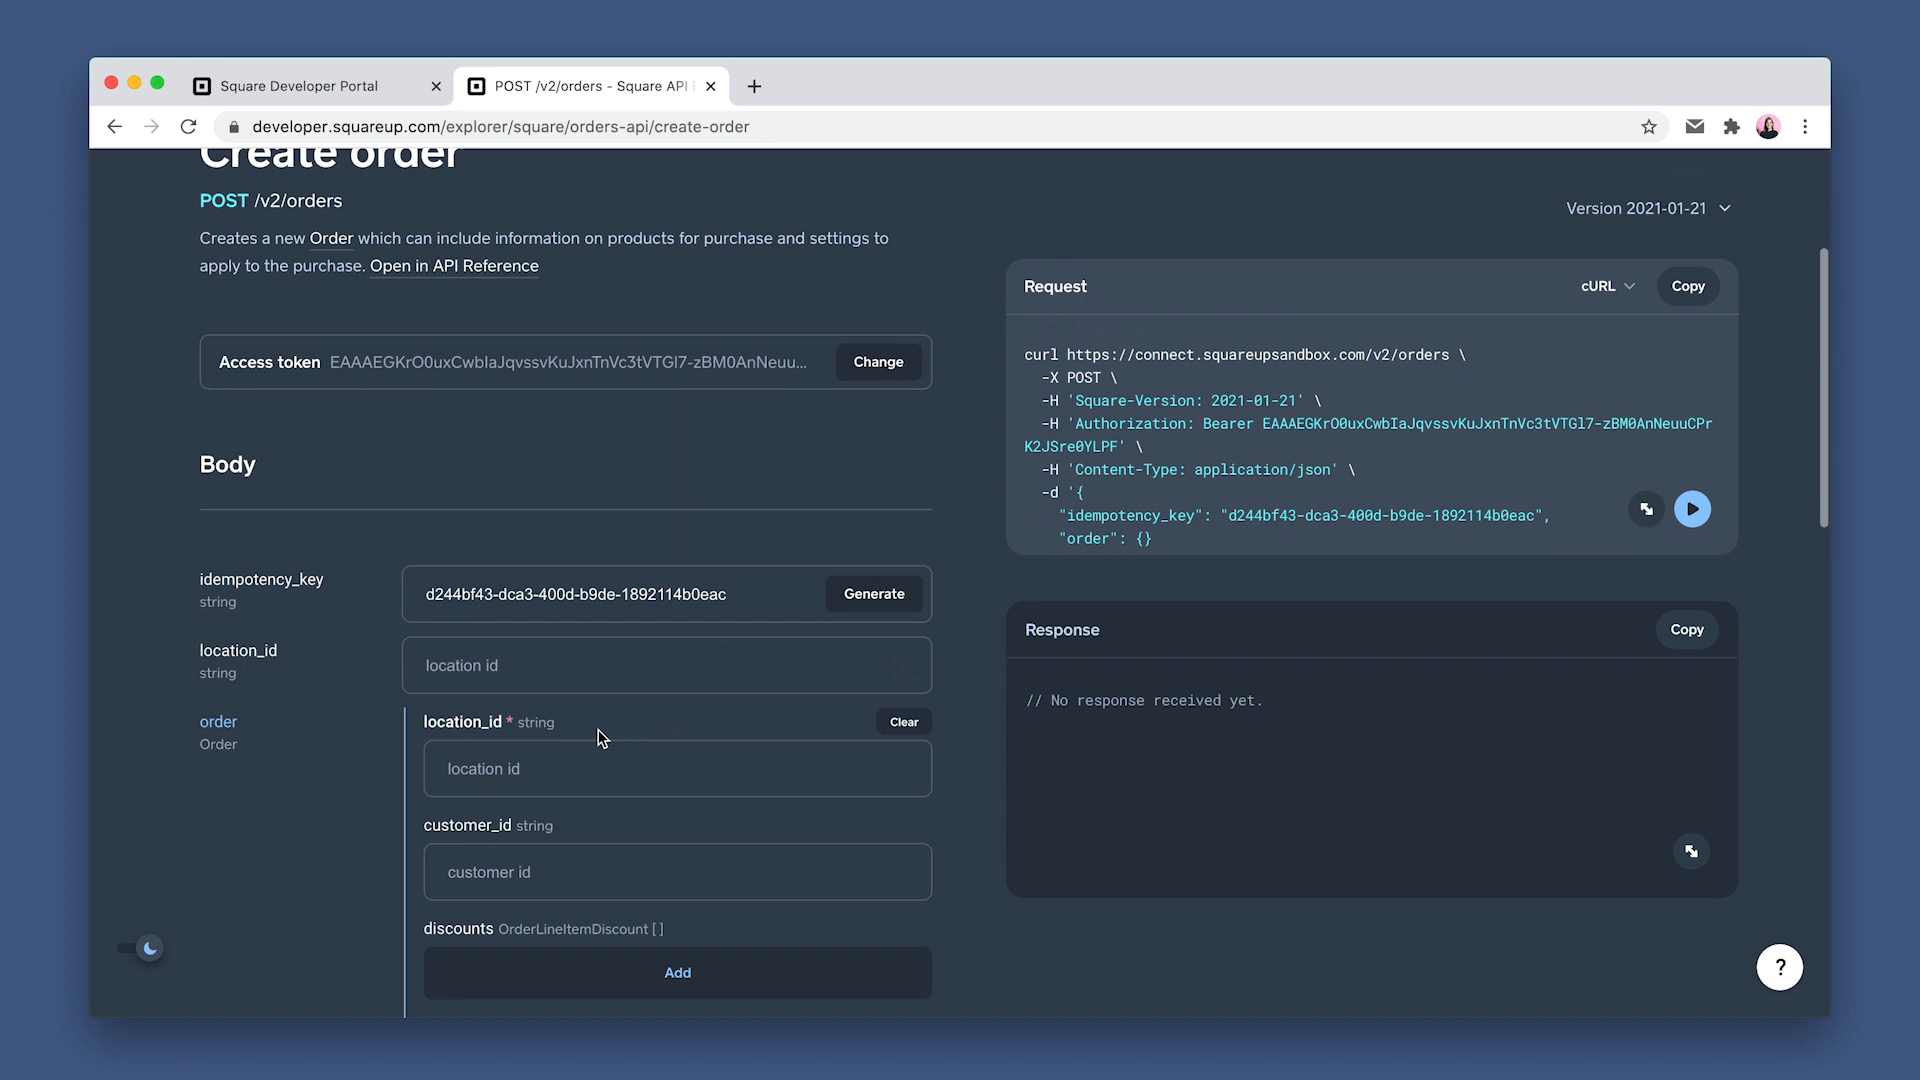 Square Developer Portal
POST /v2/orders - Square API
developer.squareup.com/explorer/square/orders-api/create-order
Create order
POST /v2/orders
Version 2021-01-21
Creates a new Order which can include information on products for purchase and settings to
apply to the purchase. Open in API Reference
Access token EAAAEGKrO0uxCwbIaJqvssvKuJxnTnVc3tVTGl7-zBM0AnNeuu...
Change
Body
idempotency_key
string
d244bf43-dca3-400d-b9de-1892114b0eac
Generate
location_id
string
location id
order
Order
location_id * string
Clear
location id
customer_id string
customer id
discounts OrderLineItemDiscount [ ]
Add
Request
cURL
Copy
curl https://connect.squareupsandbox.com/v2/orders \
-X POST \
-H 'Square-Version: 2021-01-21' \
-H 'Authorization: Bearer EAAAEGKrO0uxCwbIaJqvssvKuJxnTnVc3tVTGl7-zBM0AnNeuuCPr
K2JSre0YLPF' \
-H 'Content-Type: application/json' \
-d '{
"idempotency_key": "d244bf43-dca3-400d-b9de-1892114b0eac",
"order": {}
Response
Copy
// No response received yet.
?